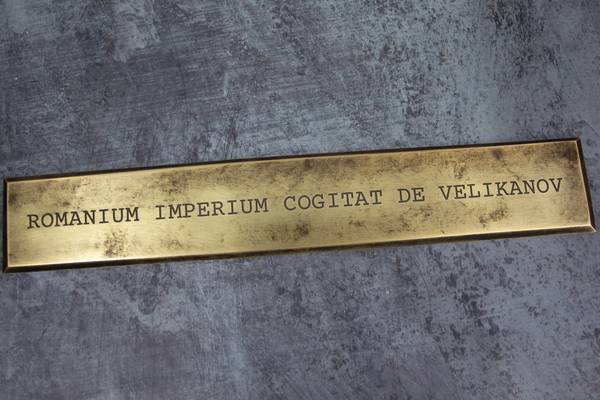 ROMANIUM IMPERIUM COGITAT DE VELIKANOV